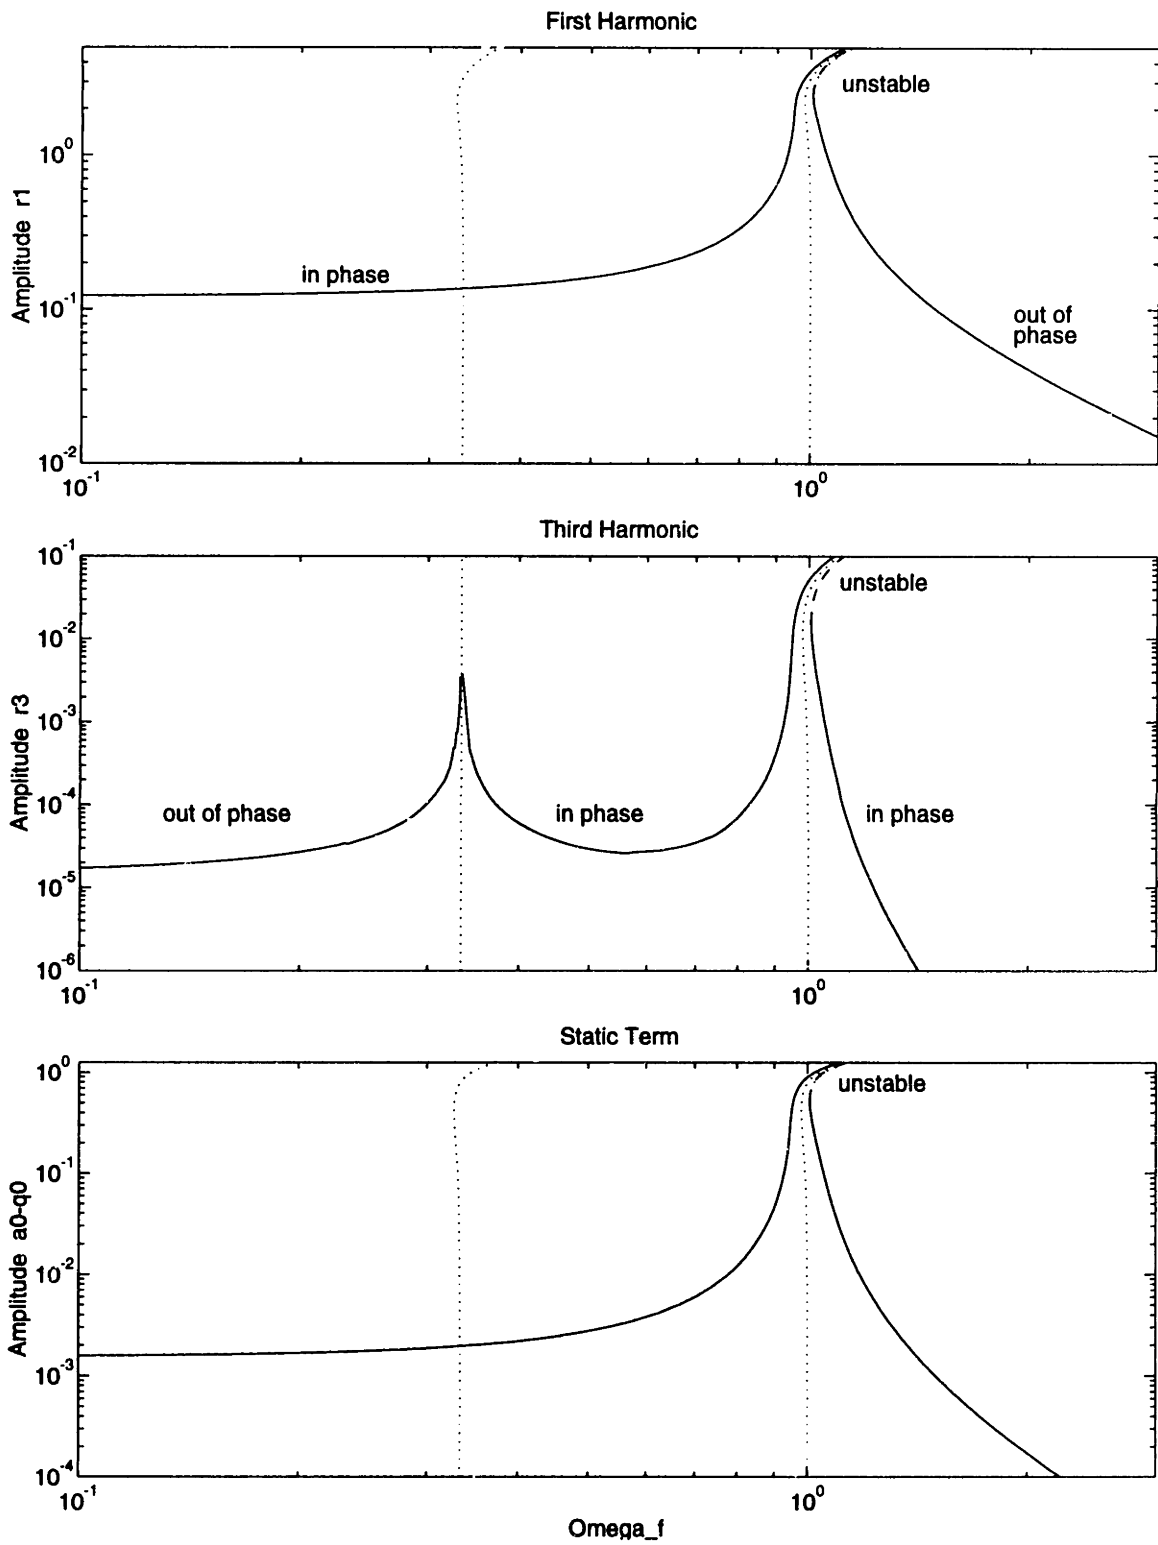 First Harmonic
10^0
Amplitude r1
10^-1
10^-2
10^-1
10^0
unstable
in phase
out of
phase
Third Harmonic
10^-1
10^-2
10^-3
10^-4
10^-5
10^-6
Amplitude r3
10^-1
10^0
unstable
out of phase
in phase
in phase
Static Term
10^0
10^-1
10^-2
10^-3
10^-4
Amplitude a0-q0
10^-1
10^0
unstable
Omega_f